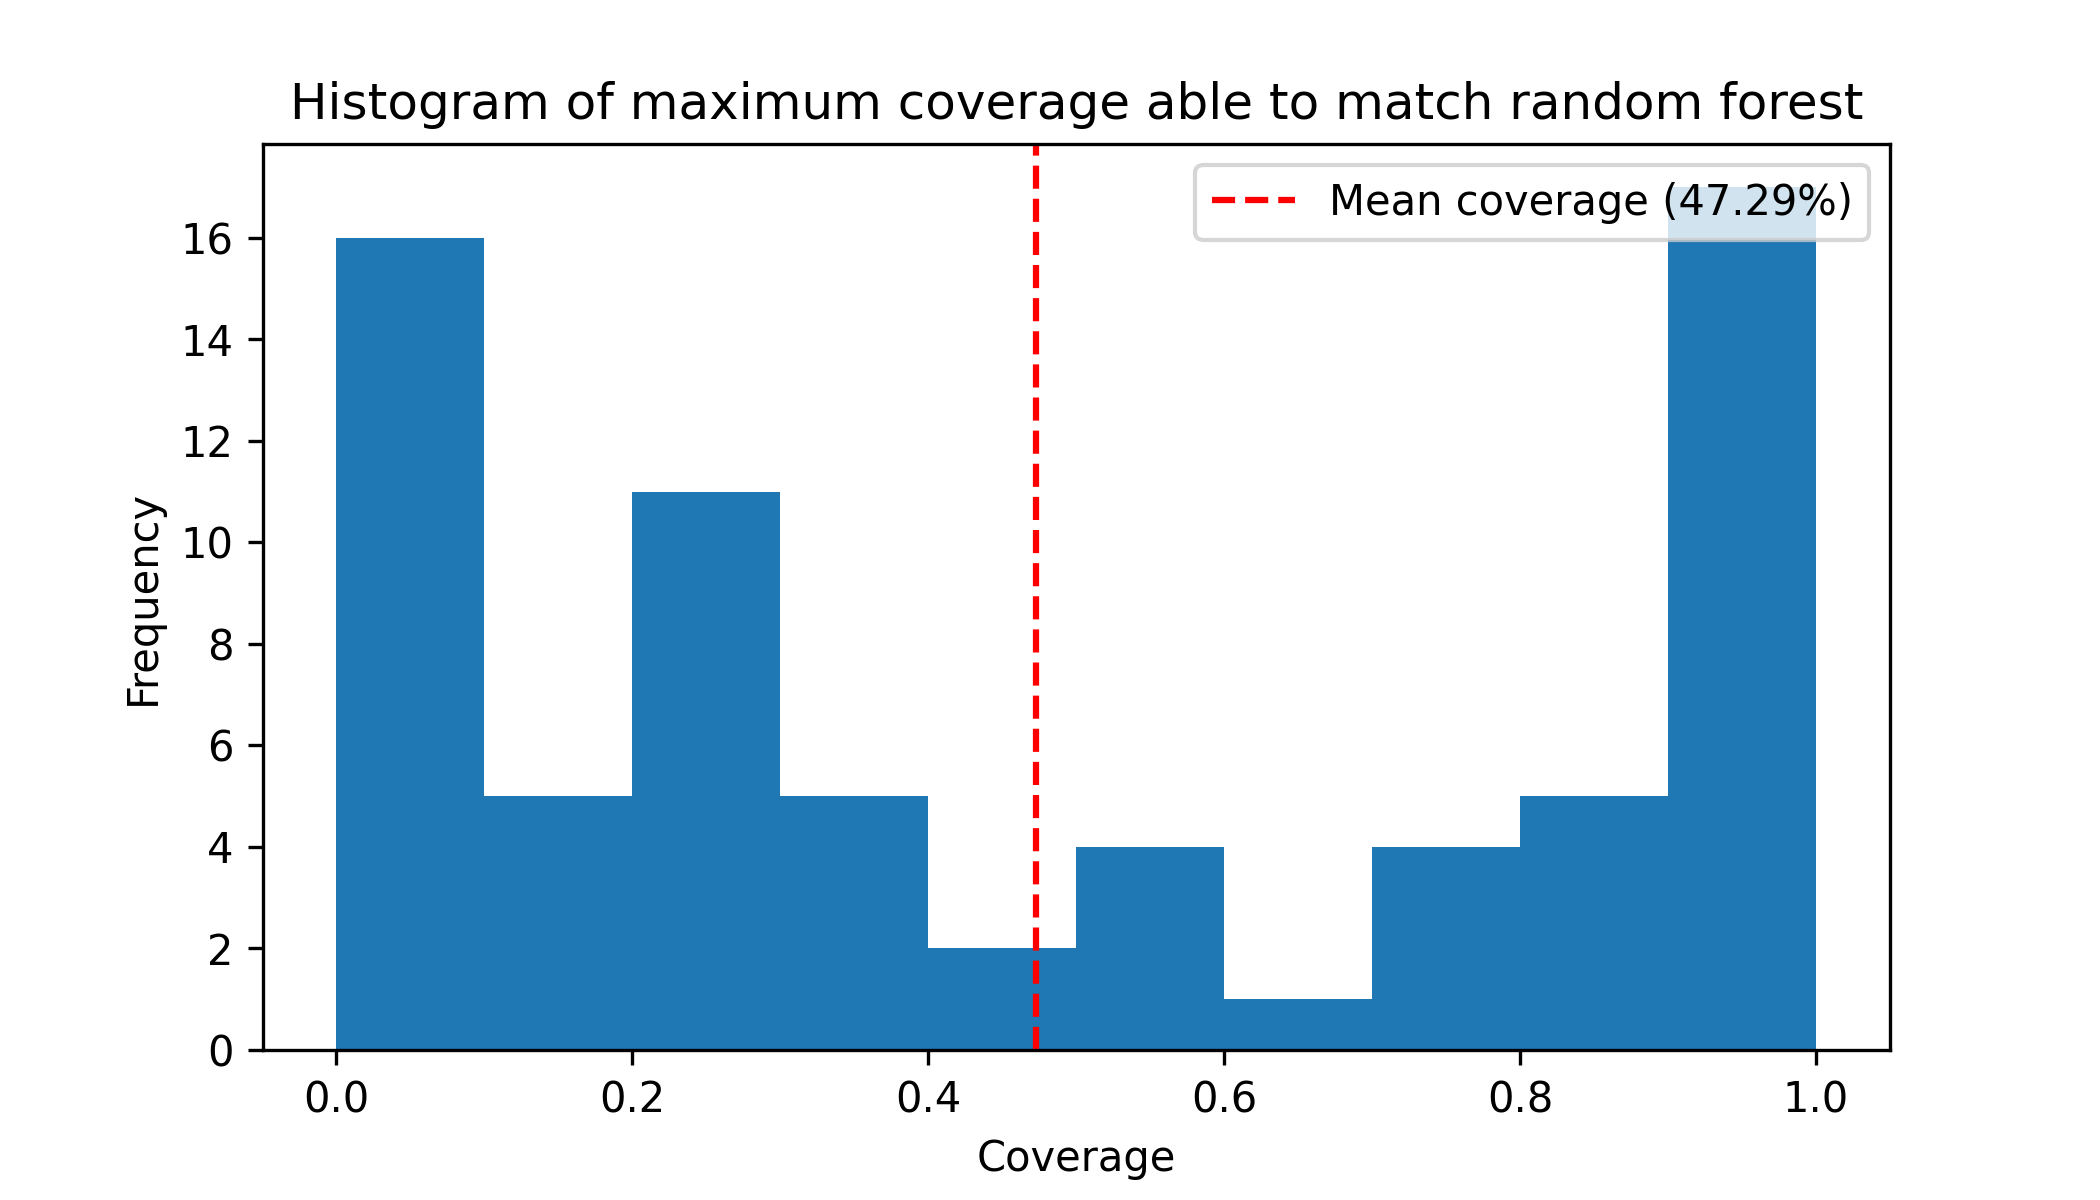 Histogram of maximum coverage able to match random forest
Mean coverage (47.29%)
16
14
12
10
8
6
4
2
0
Frequency
0.0 0.2 0.4 0.6 0.8 1.0
Coverage